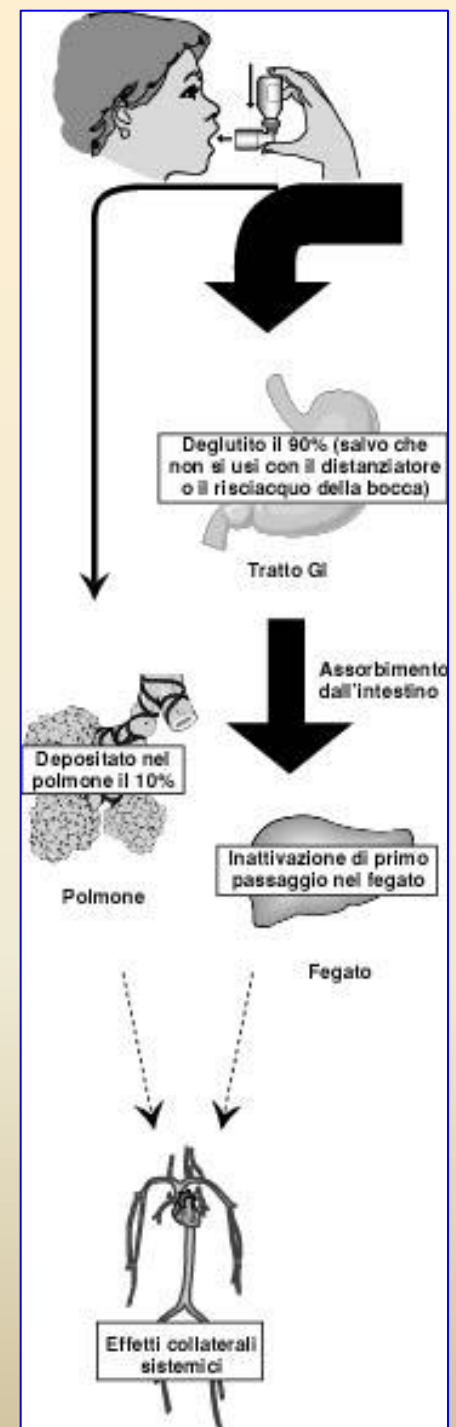 Deglutito il 90% (salvo che
non si usi con il distanziatore
o il risciacquo della bocca)
Tratto GI
Assorbimento
dall'intestino
Depositato nel
polmone il 10%
Polmone
Inattivazione di primo
passaggio nel fegato
Fegato
Effetti collaterali
sistemici